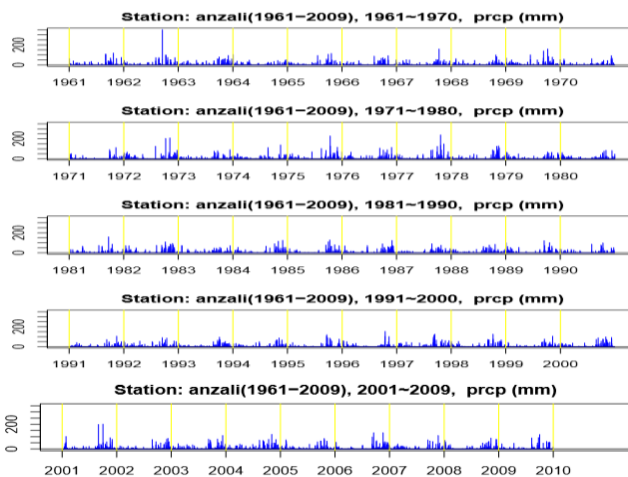 Station: anzali(1961−2009), 1961~1970,  prcp (mm)
0 200
1961 1962 1963 1964 1965 1966 1967 1968 1969 1970
Station: anzali(1961−2009), 1971~1980,  prcp (mm)
0 200
1971 1972 1973 1974 1975 1976 1977 1978 1979 1980
Station: anzali(1961−2009), 1981~1990,  prcp (mm)
0 200
1981 1982 1983 1984 1985 1986 1987 1988 1989 1990
Station: anzali(1961−2009), 1991~2000,  prcp (mm)
0 200
1991 1992 1993 1994 1995 1996 1997 1998 1999 2000
Station: anzali(1961−2009), 2001~2009,  prcp (mm)
0 200
2001 2002 2003 2004 2005 2006 2007 2008 2009 2010